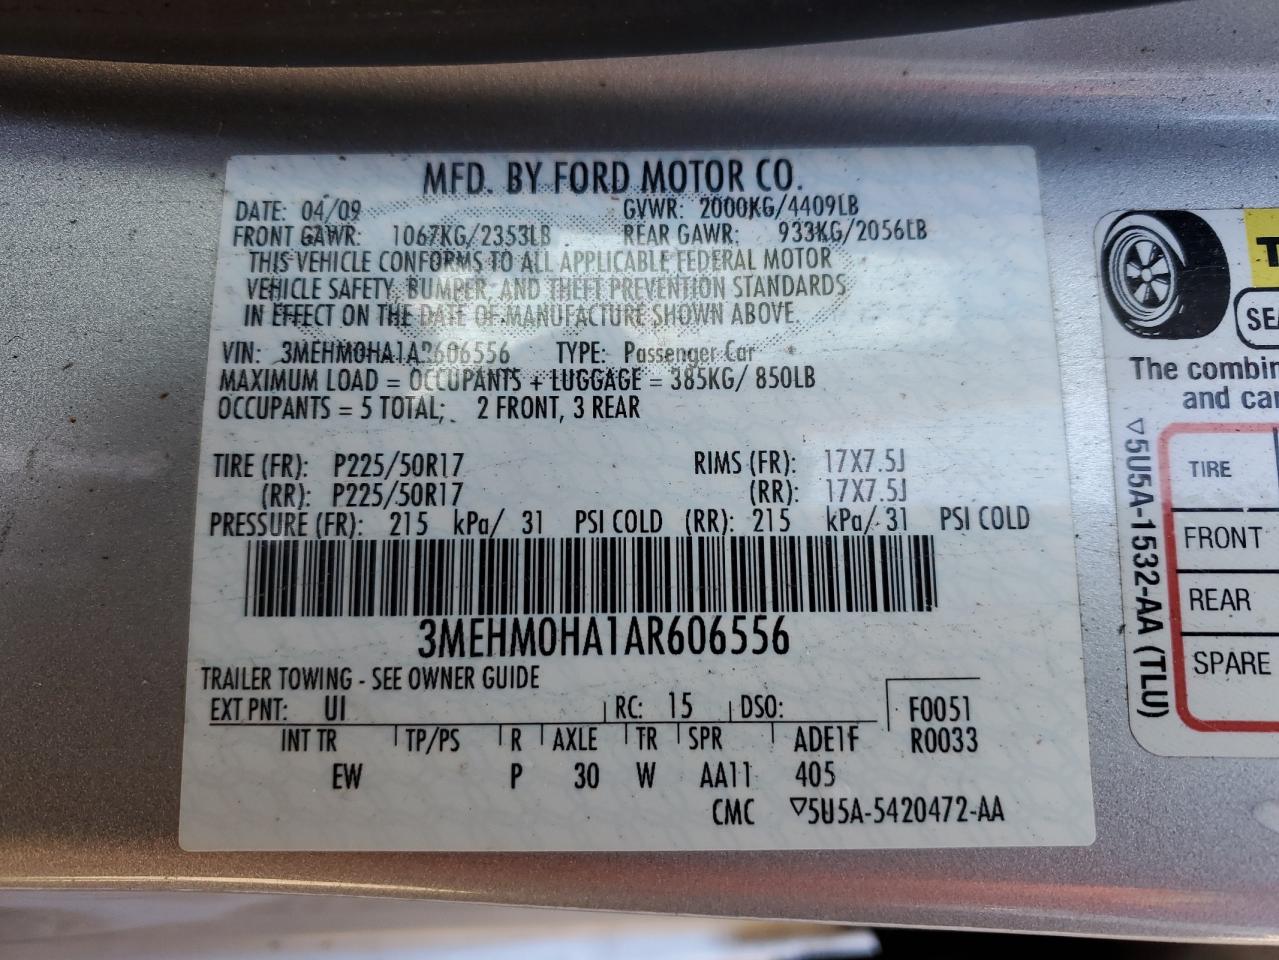 MFD. BY FORD MOTOR CO.
DATE: 04/09 GVWR: 2000KG/4409LB
FRONT GAWR: 1067KG/2353LB REAR GAWR: 933KG/2056LB
THIS VEHICLE CONFORMS TO ALL APPLICABLE FEDERAL MOTOR
VEHICLE SAFETY, BUMPER, AND THEFT PREVENTION STANDARDS
IN EFFECT ON THE DATE OF MANUFACTURE SHOWN ABOVE.
VIN: 3MEHM0HA1AR606556 TYPE: Passenger Car
MAXIMUM LOAD = OCCUPANTS + LUGGAGE = 385KG/ 850LB
OCCUPANTS = 5 TOTAL; 2 FRONT, 3 REAR
TIRE (FR): P225/50R17 RIMS (FR): 17X7.5J
(RR): P225/50R17 (RR): 17X7.5J
PRESSURE (FR): 215 kPa/ 31 PSI COLD (RR): 215 kPa/ 31 PSI COLD
3MEHM0HA1AR606556
TRAILER TOWING - SEE OWNER GUIDE
EXT PNT: UI RC: 15 DSO: F0051
INT TR TP/PS R AXLE TR SPR ADE1F R0033
EW P 30 W AA11 405
CMC ▽5U5A-5420472-AA
The combin
and car
TIRE
FRONT
REAR
SPARE
▽5U5A-1532-AA (TLU)